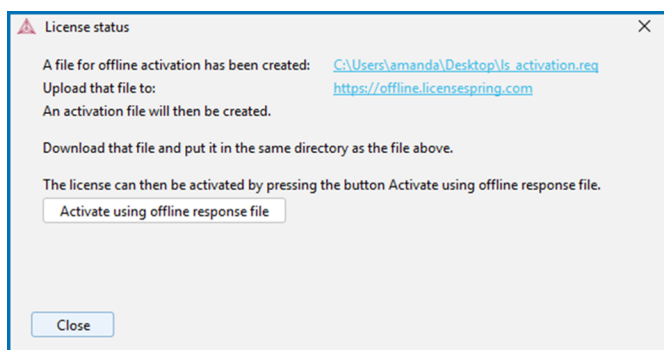 License status
A file for offline activation has been created: C:\Users\amanda\Desktop\ls_activation.req
Upload that file to: https://offline.licensespring.com
An activation file will then be created.
Download that file and put it in the same directory as the file above.
The license can then be activated by pressing the button Activate using offline response file.
Activate using offline response file
Close